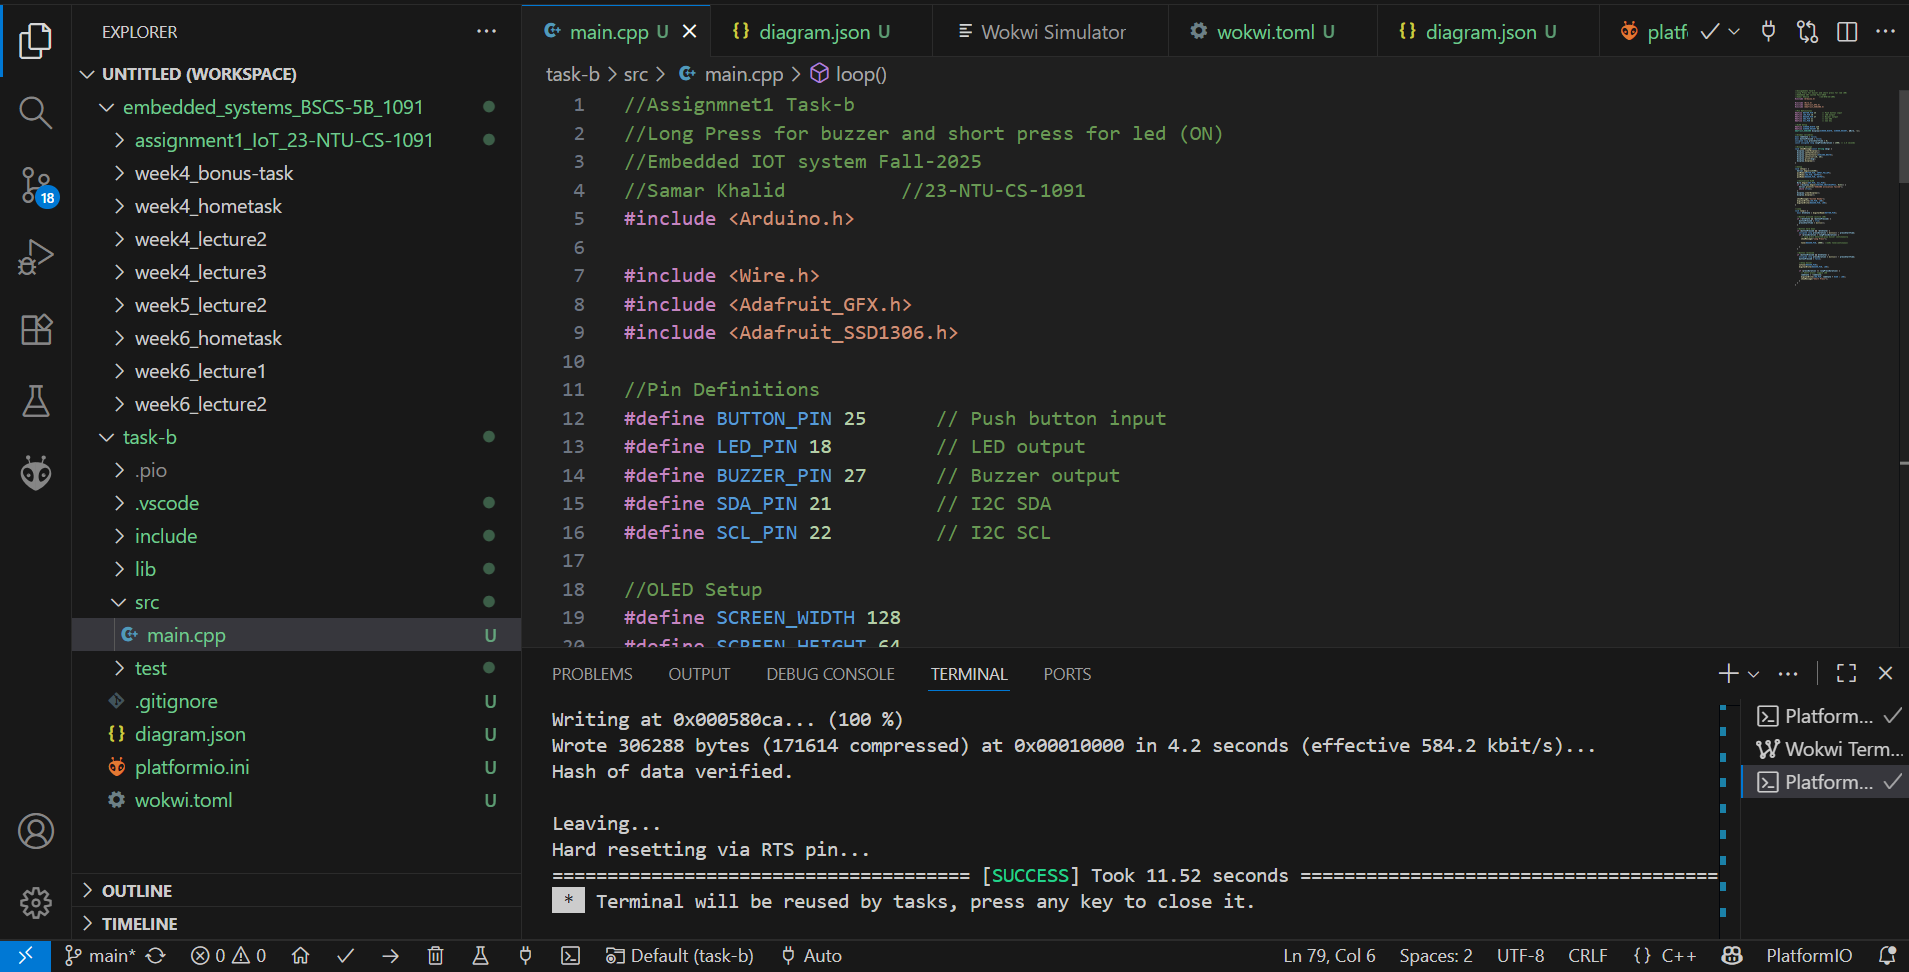 EXPLORER
UNTITLED (WORKSPACE)
embedded_systems_BSCS-5B_1091
assignment1_IoT_23-NTU-CS-1091
week4_bonus-task
week4_hometask
week4_lecture2
week4_lecture3
week5_lecture2
week6_hometask
week6_lecture1
week6_lecture2
task-b
.pio
.vscode
include
lib
src
main.cpp U
test
.gitignore U
diagram.json U
platformio.ini U
wokwi.toml U
OUTLINE
TIMELINE
18
main.cpp U
diagram.json U
Wokwi Simulator
wokwi.toml U
diagram.json U
platf
task-b > src > main.cpp > loop()
1 //Assignmnet1 Task-b
2 //Long Press for buzzer and short press for led (ON)
3 //Embedded IOT system Fall-2025
4 //Samar Khalid //23-NTU-CS-1091
5 #include <Arduino.h>
6
7 #include <Wire.h>
8 #include <Adafruit_GFX.h>
9 #include <Adafruit_SSD1306.h>
10
11 //Pin Definitions
12 #define BUTTON_PIN 25 // Push button input
13 #define LED_PIN 18 // LED output
14 #define BUZZER_PIN 27 // Buzzer output
15 #define SDA_PIN 21 // I2C SDA
16 #define SCL_PIN 22 // I2C SCL
17
18 //OLED Setup
19 #define SCREEN_WIDTH 128
20 #define SCREEN_HEIGHT 64
PROBLEMS OUTPUT DEBUG CONSOLE TERMINAL PORTS
Writing at 0x000580ca... (100 %)
Wrote 306288 bytes (171614 compressed) at 0x00010000 in 4.2 seconds (effective 584.2 kbit/s)...
Hash of data verified.
Leaving...
Hard resetting via RTS pin...
====================================== [SUCCESS] Took 11.52 seconds ======================================
* Terminal will be reused by tasks, press any key to close it.
Platform...
Wokwi Term...
Platform...
main* 0 0 Default (task-b) Auto Ln 79, Col 6 Spaces: 2 UTF-8 CRLF {} C++ PlatformIO